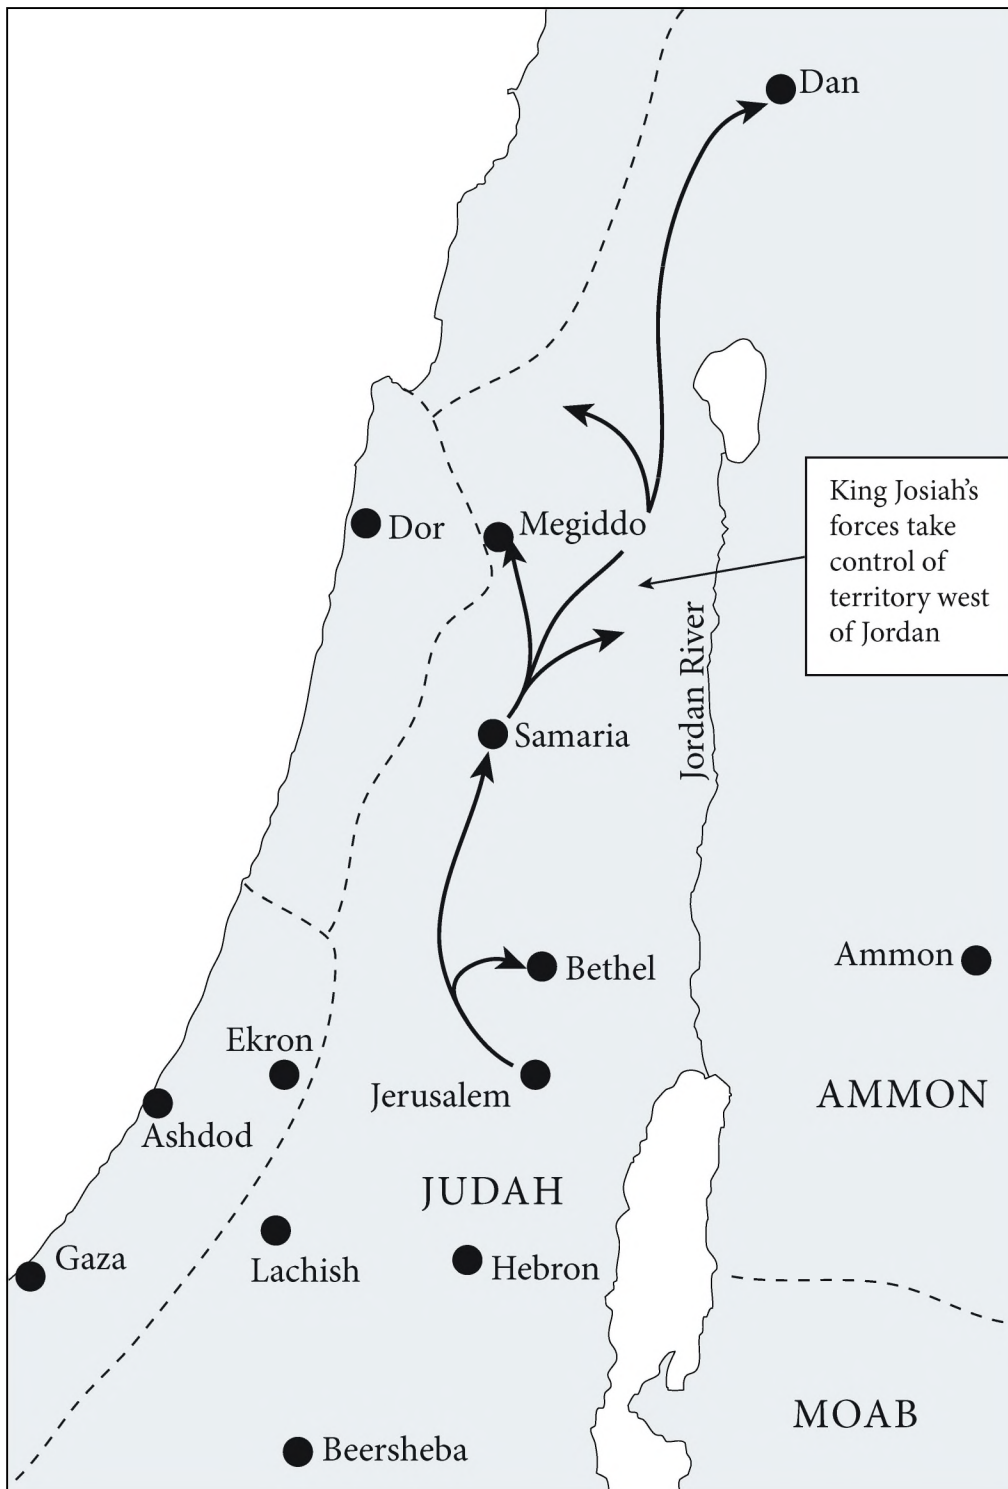 Dan
King Josiah's
forces take
control of
territory west
of Jordan
Megiddo
Dor
Jordan River
Samaria
Ammon
Bethel
Ekron
Jerusalem
AMMON
Ashdod
JUDAH
Gaza
Lachish
Hebron
MOAB
Beersheba